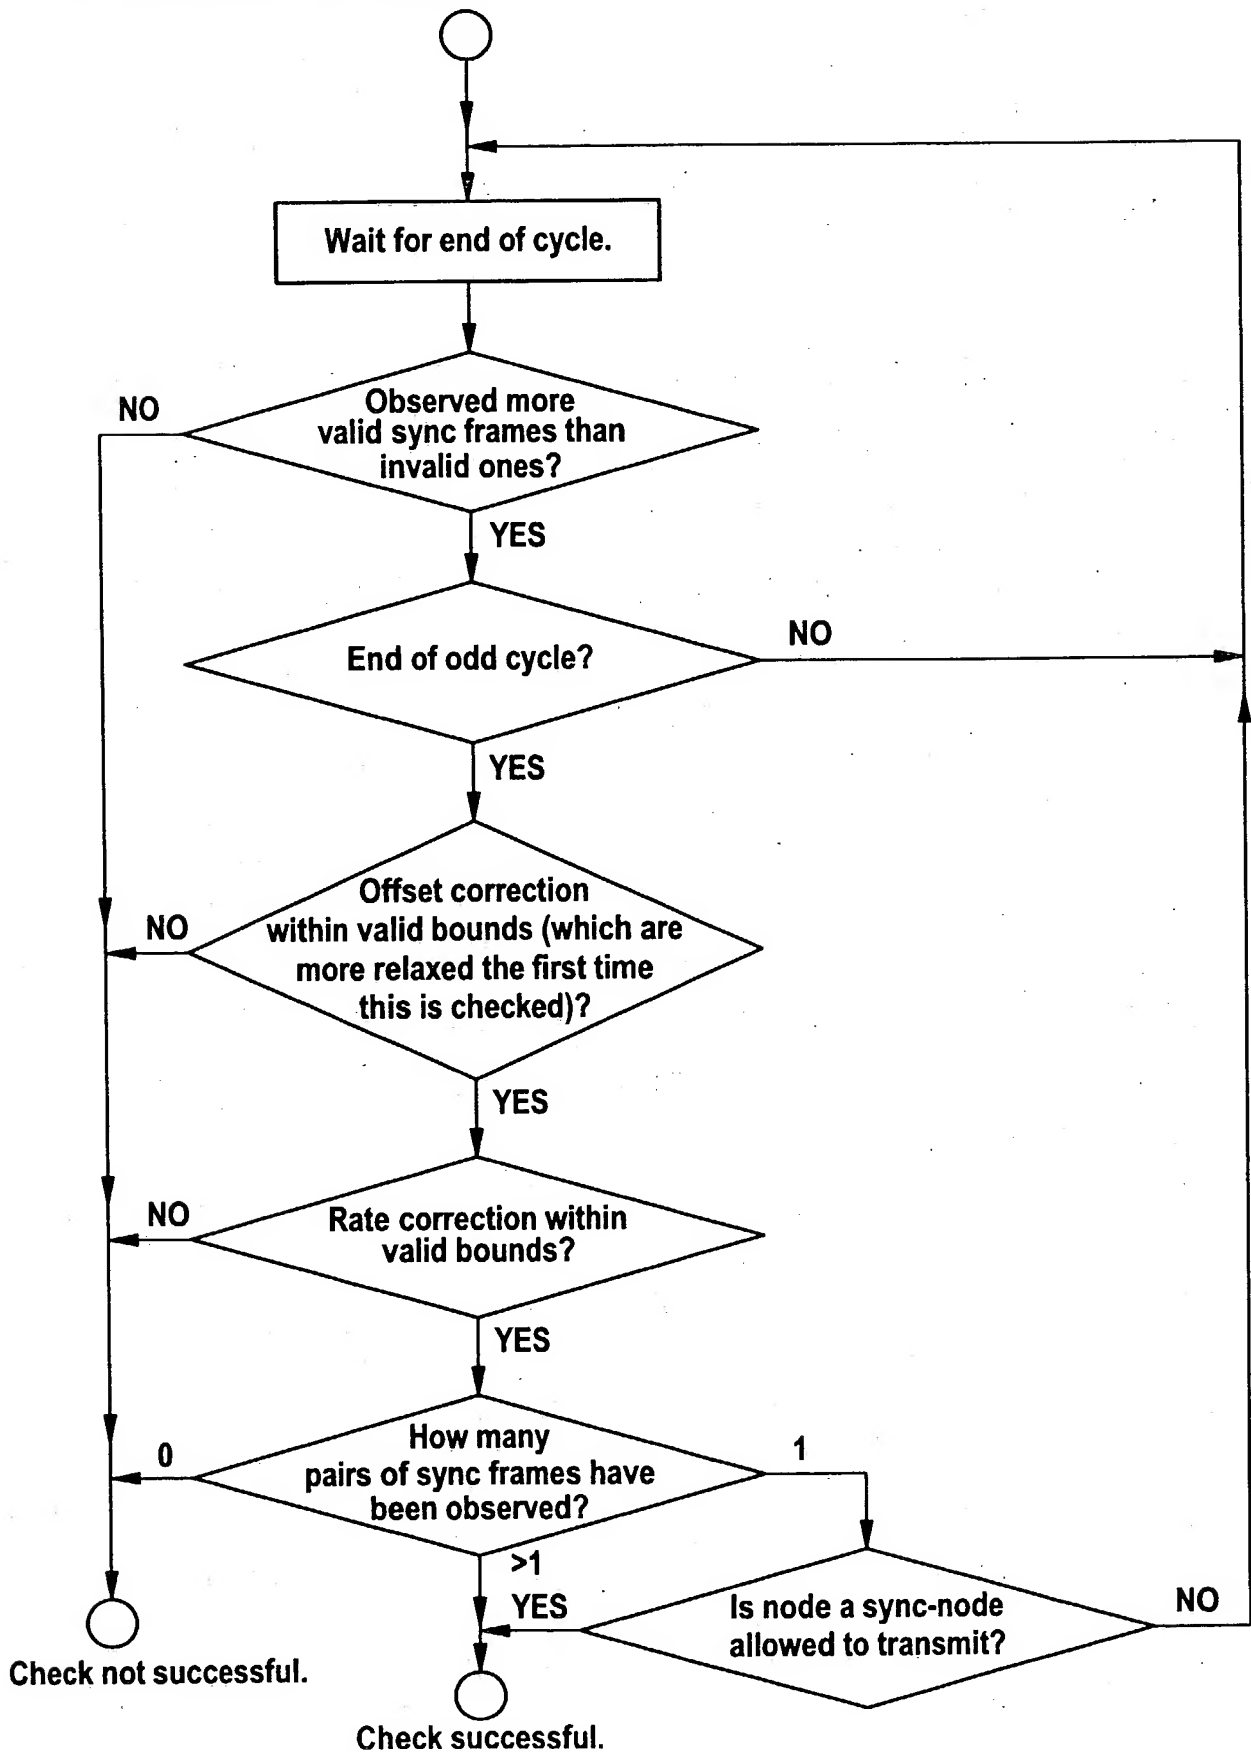 Wait for end of cycle.
NO
Observed more
valid sync frames than
invalid ones?
YES
End of odd cycle?
NO
YES
NO
Offset correction
within valid bounds (which are
more relaxed the first time
this is checked)?
YES
NO
Rate correction within
valid bounds?
YES
0
How many
pairs of sync frames have
been observed?
1
>1
YES
Is node a sync-node
allowed to transmit?
NO
Check not successful.
Check successful.